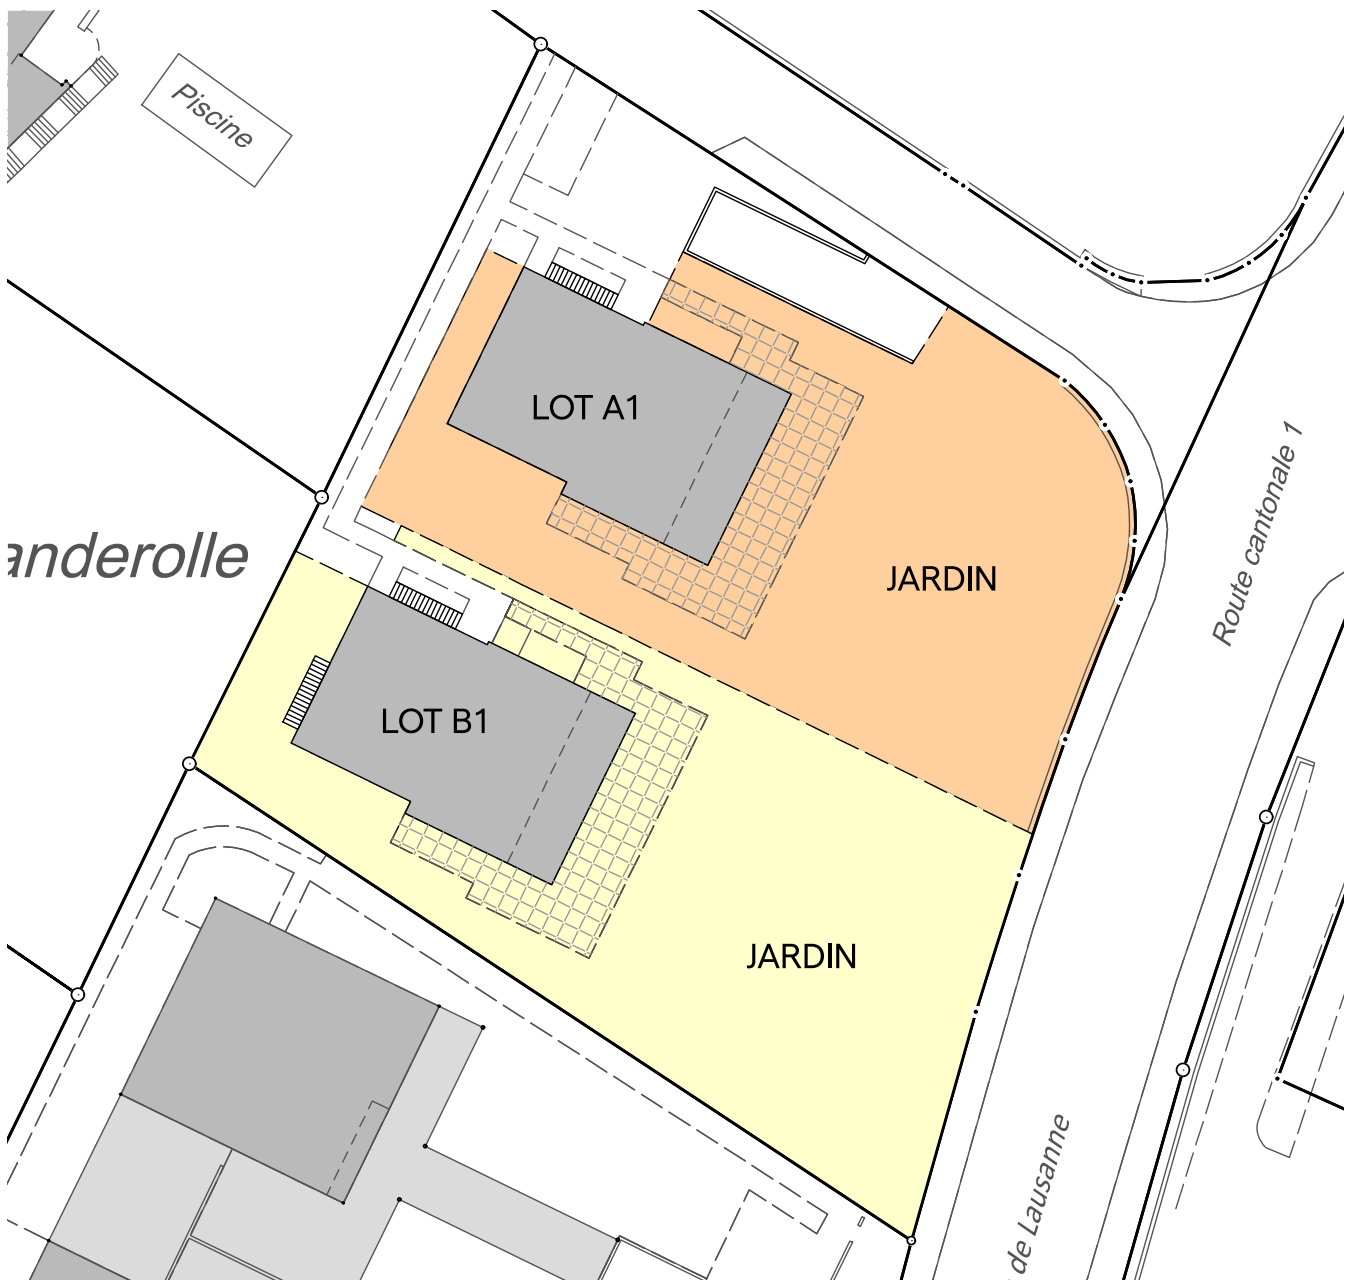 Piscine
LOT A1
Route cantonale 1
anderolle
JARDIN
LOT B1
JARDIN
de Lausanne